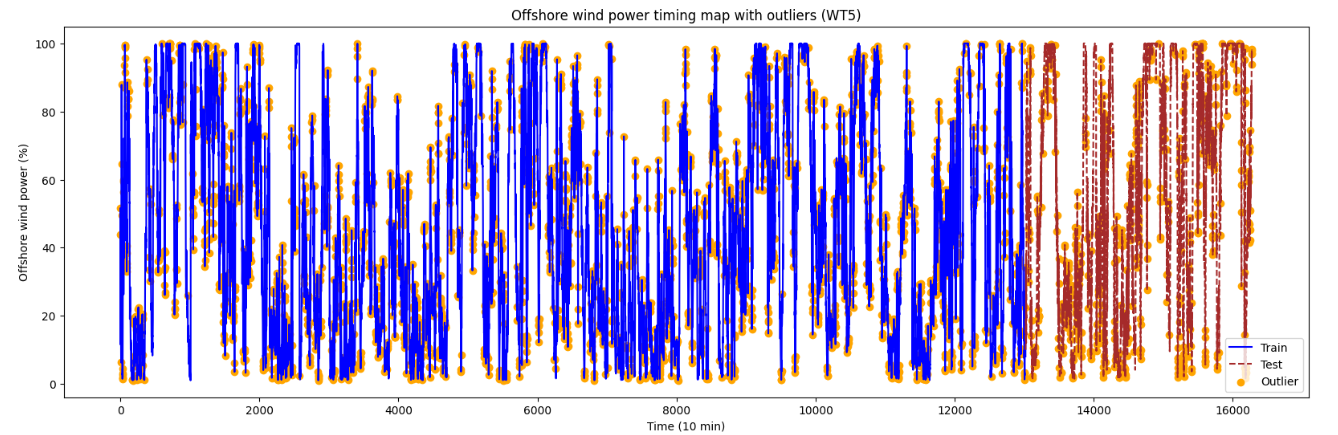 Offshore wind power timing map with outliers (WT5)
Offshore wind power (%)
100
80
60
40
20
0
0 2000 4000 6000 8000 10000 12000 14000 16000
Time (10 min)
Train
Test
Outlier